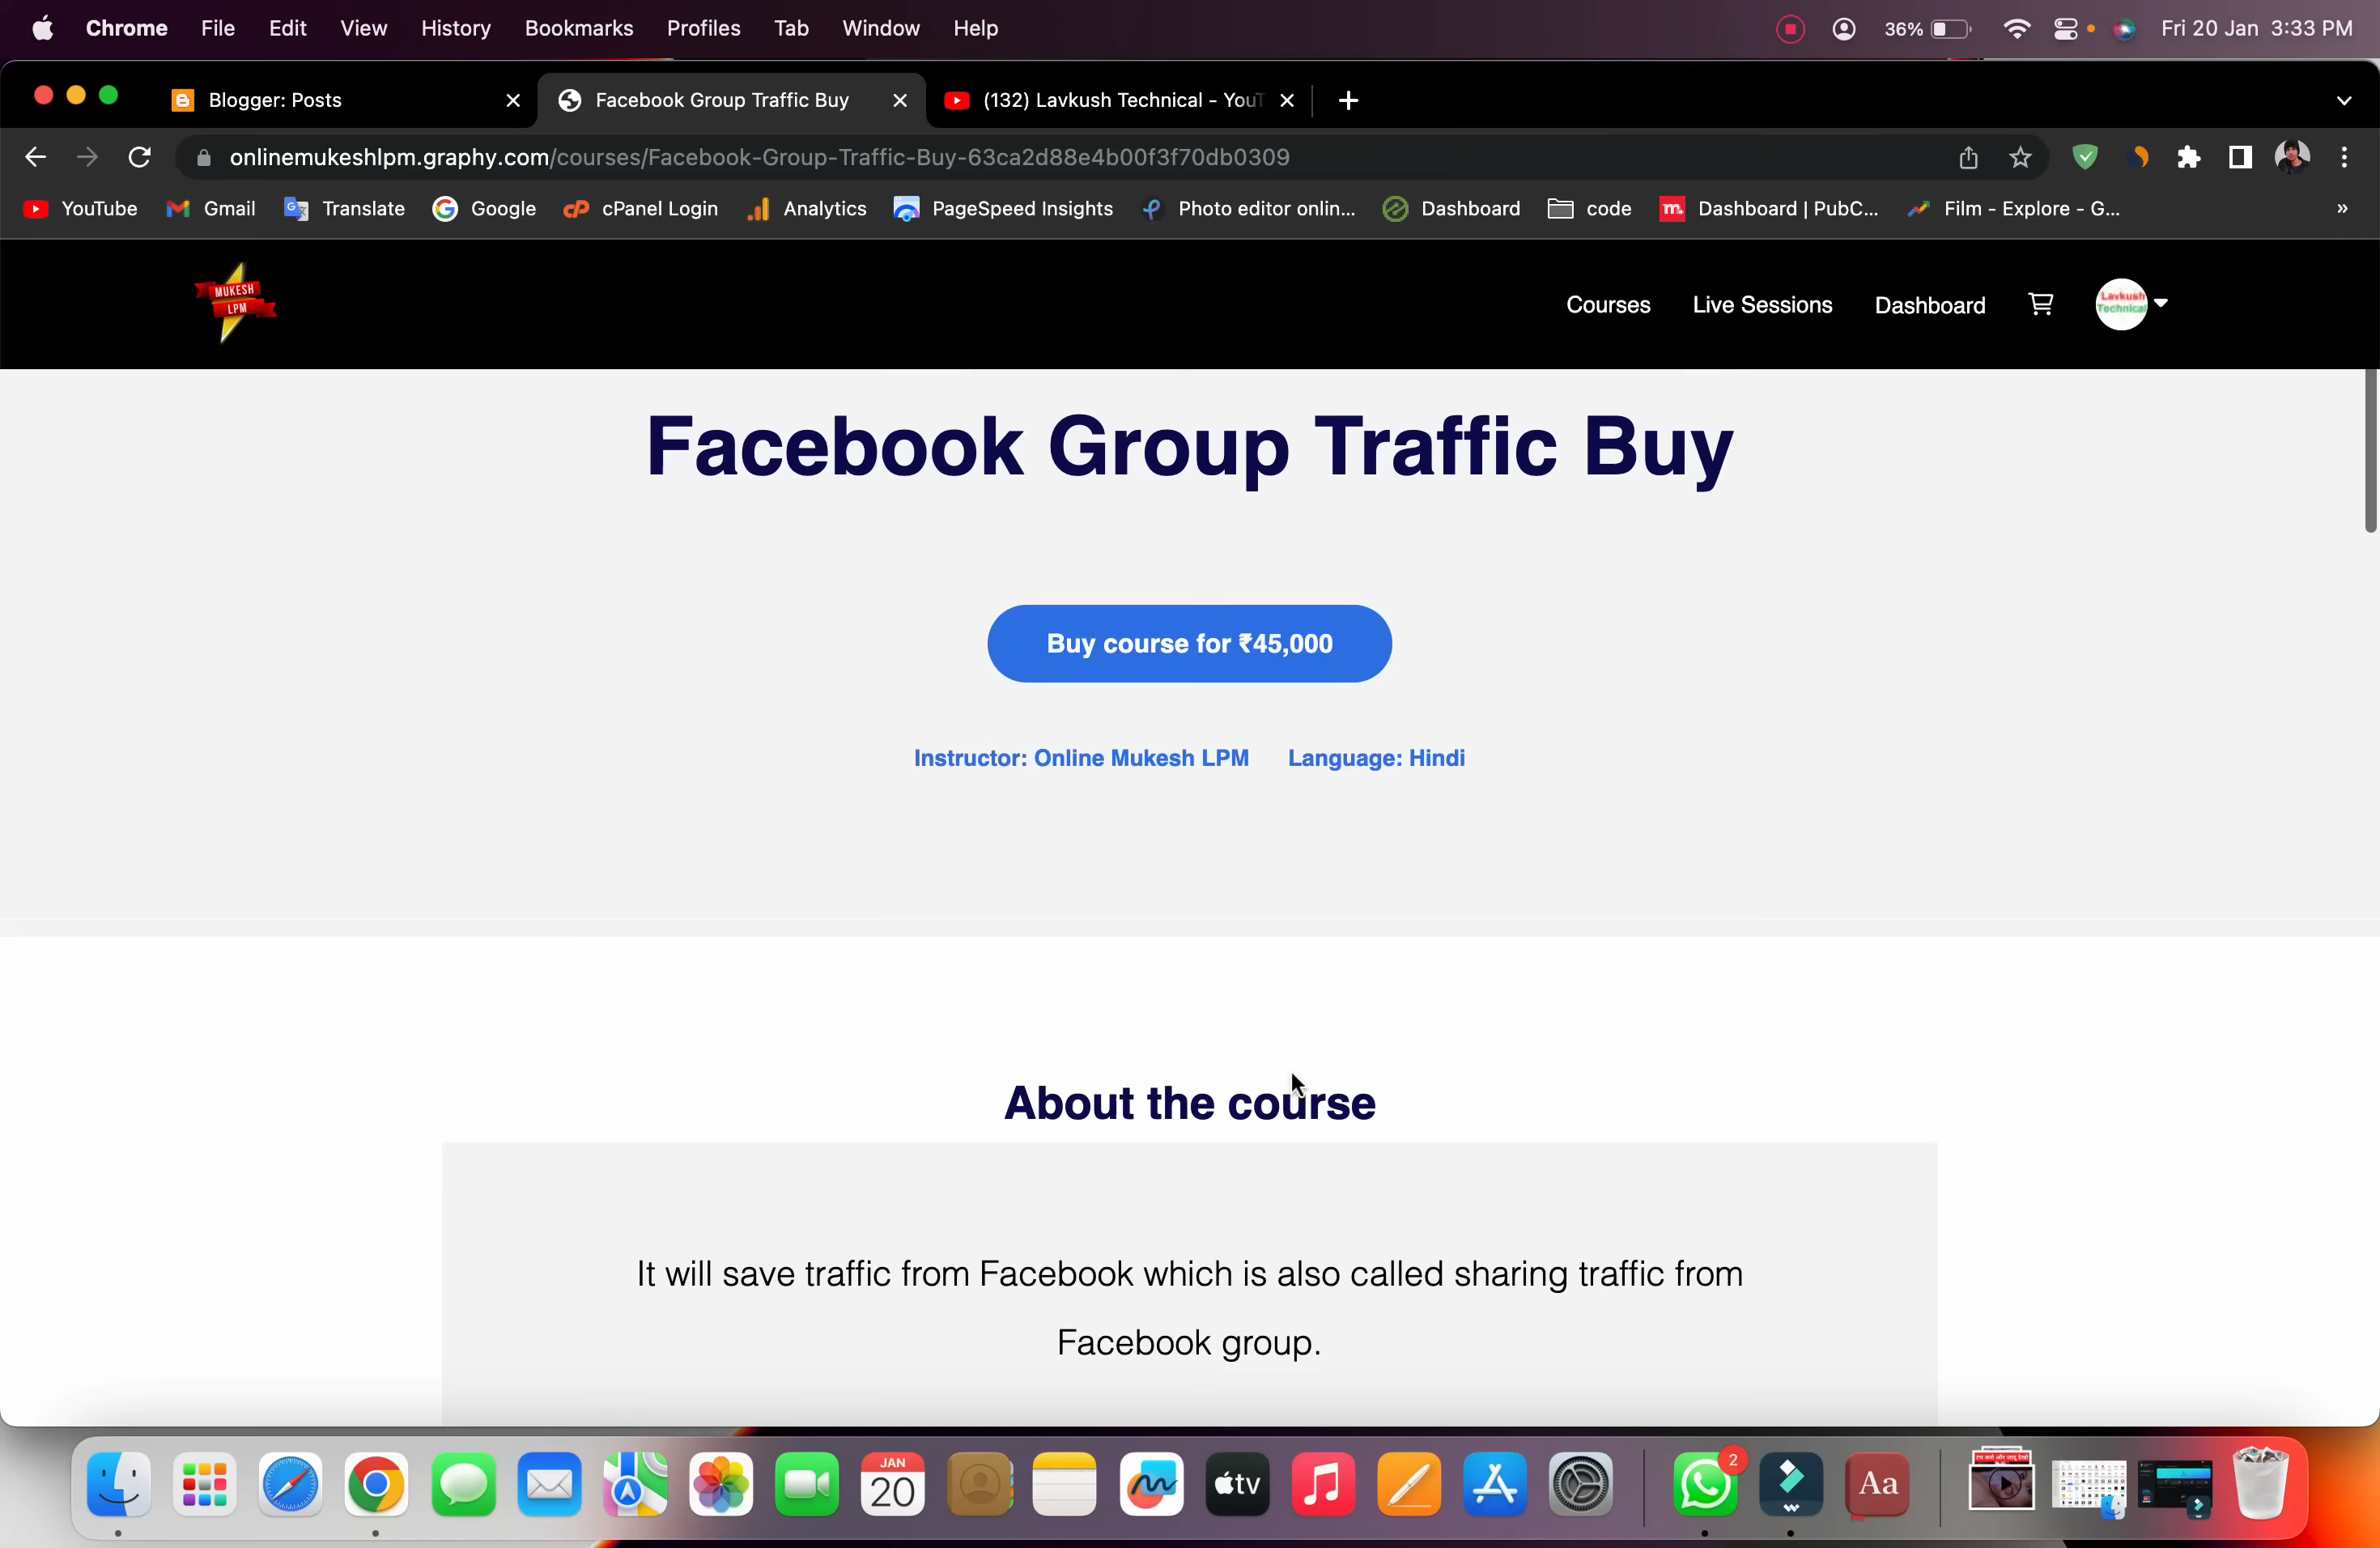 Chrome File Edit View History Bookmarks Profiles Tab Window Help 36% Fri 20 Jan 3:33 PM
Blogger: Posts Facebook Group Traffic Buy (132) Lavkush Technical - YouT
onlinemukeshlpm.graphy.com/courses/Facebook-Group-Traffic-Buy-63ca2d88e4b00f3f70db0309
YouTube Gmail Translate Google cPanel Login Analytics PageSpeed Insights Photo editor onlin... Dashboard code Dashboard | PubC... Film - Explore - G... »
MUKESH
LPM
Courses Live Sessions Dashboard
Lavkush
Technical
Facebook Group Traffic Buy
Buy course for ₹45,000
Instructor: Online Mukesh LPM Language: Hindi
About the course
It will save traffic from Facebook which is also called sharing traffic from
Facebook group.
JAN
20
tv
2
Aa